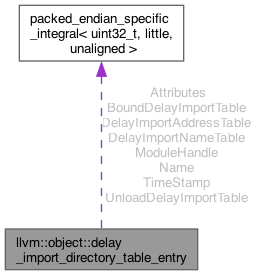 packed_endian_specific
_integral< uint32_t, little,
unaligned >
Attributes
BoundDelayImportTable
DelayImportAddressTable
DelayImportNameTable
ModuleHandle
Name
TimeStamp
UnloadDelayImportTable
llvm::object::delay
_import_directory_table_entry